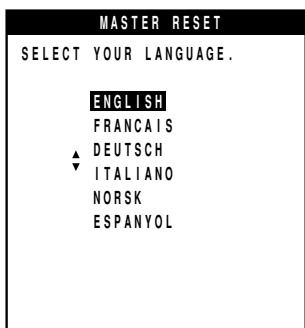 MASTER RESET
SELECT YOUR LANGUAGE.
ENGLISH
FRANCAIS
DEUTSCH
ITALIANO
NORSK
ESPANYOL